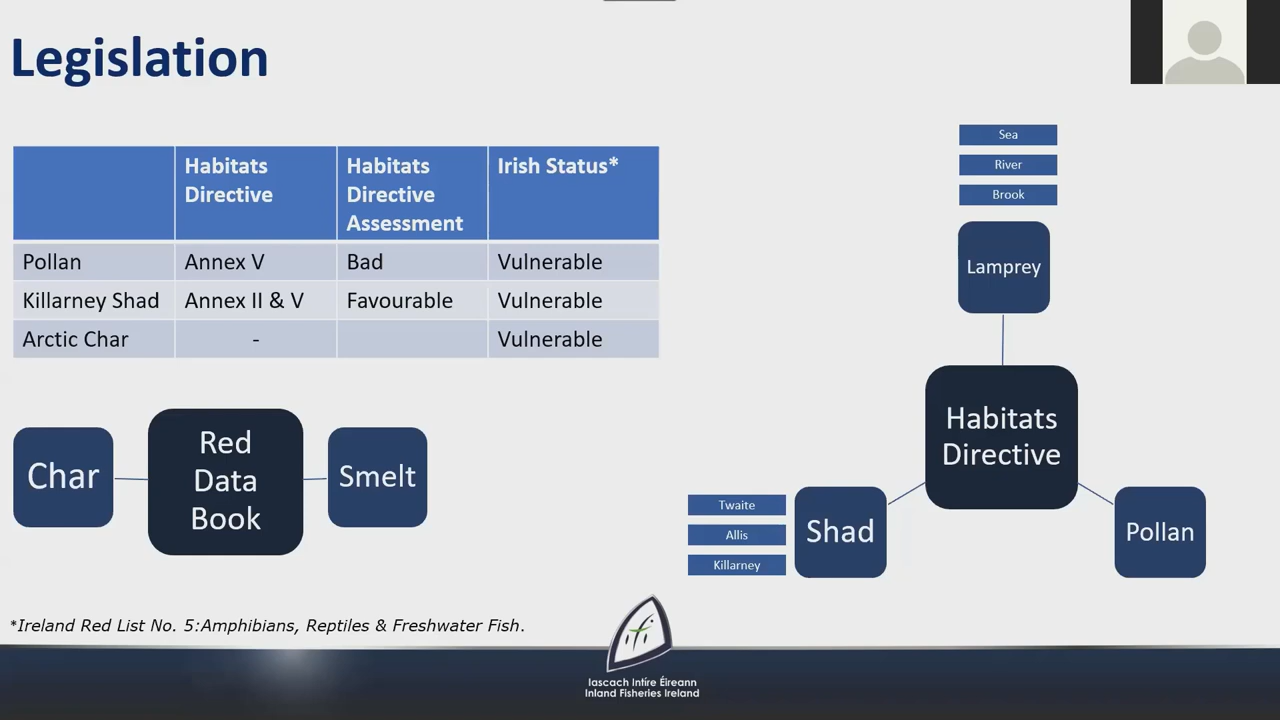 Legislation
Habitats Directive
Habitats Directive Assessment
Irish Status*
Pollan Annex V Bad Vulnerable
Killarney Shad Annex II & V Favourable Vulnerable
Arctic Char - Vulnerable
Sea
River
Brook
Lamprey
Habitats
Directive
Twaite
Allis
Killarney
Shad
Pollan
Char
Red
Data
Book
Smelt
*Ireland Red List No. 5:Amphibians, Reptiles & Freshwater Fish.
Iascach Intíre Éireann
Inland Fisheries Ireland